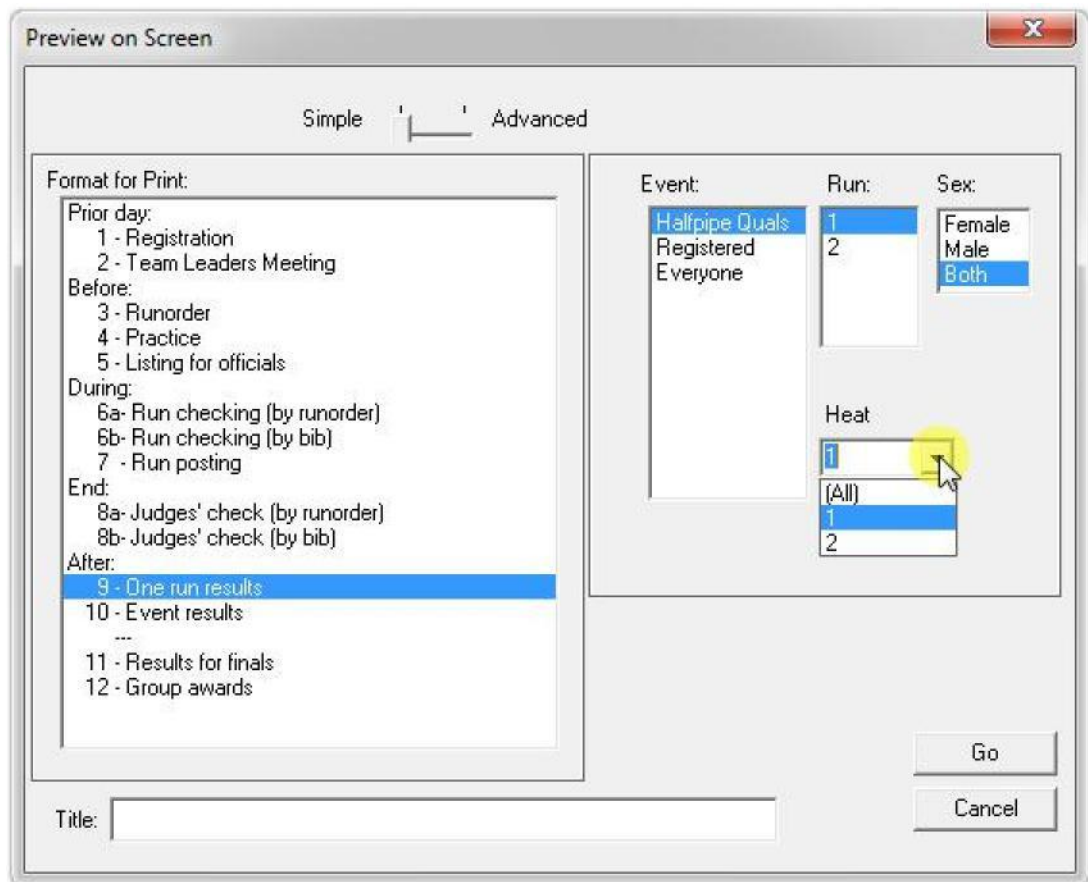 Preview on Screen
Simple Advanced
Format for Print:
Prior day:
1 - Registration
2 - Team Leaders Meeting
Before:
3 - Runorder
4 - Practice
5 - Listing for officials
During:
6a- Run checking (by runorder)
6b- Run checking (by bib)
7 - Run posting
End:
8a- Judges' check (by runorder)
8b- Judges' check (by bib)
After:
9 - One run results
10 - Event results
---
11 - Results for finals
12 - Group awards
Event:
Halfpipe Quals
Registered
Everyone
Run:
1
2
Sex:
Female
Male
Both
Heat
1
(All)
1
2
Go
Cancel
Title: